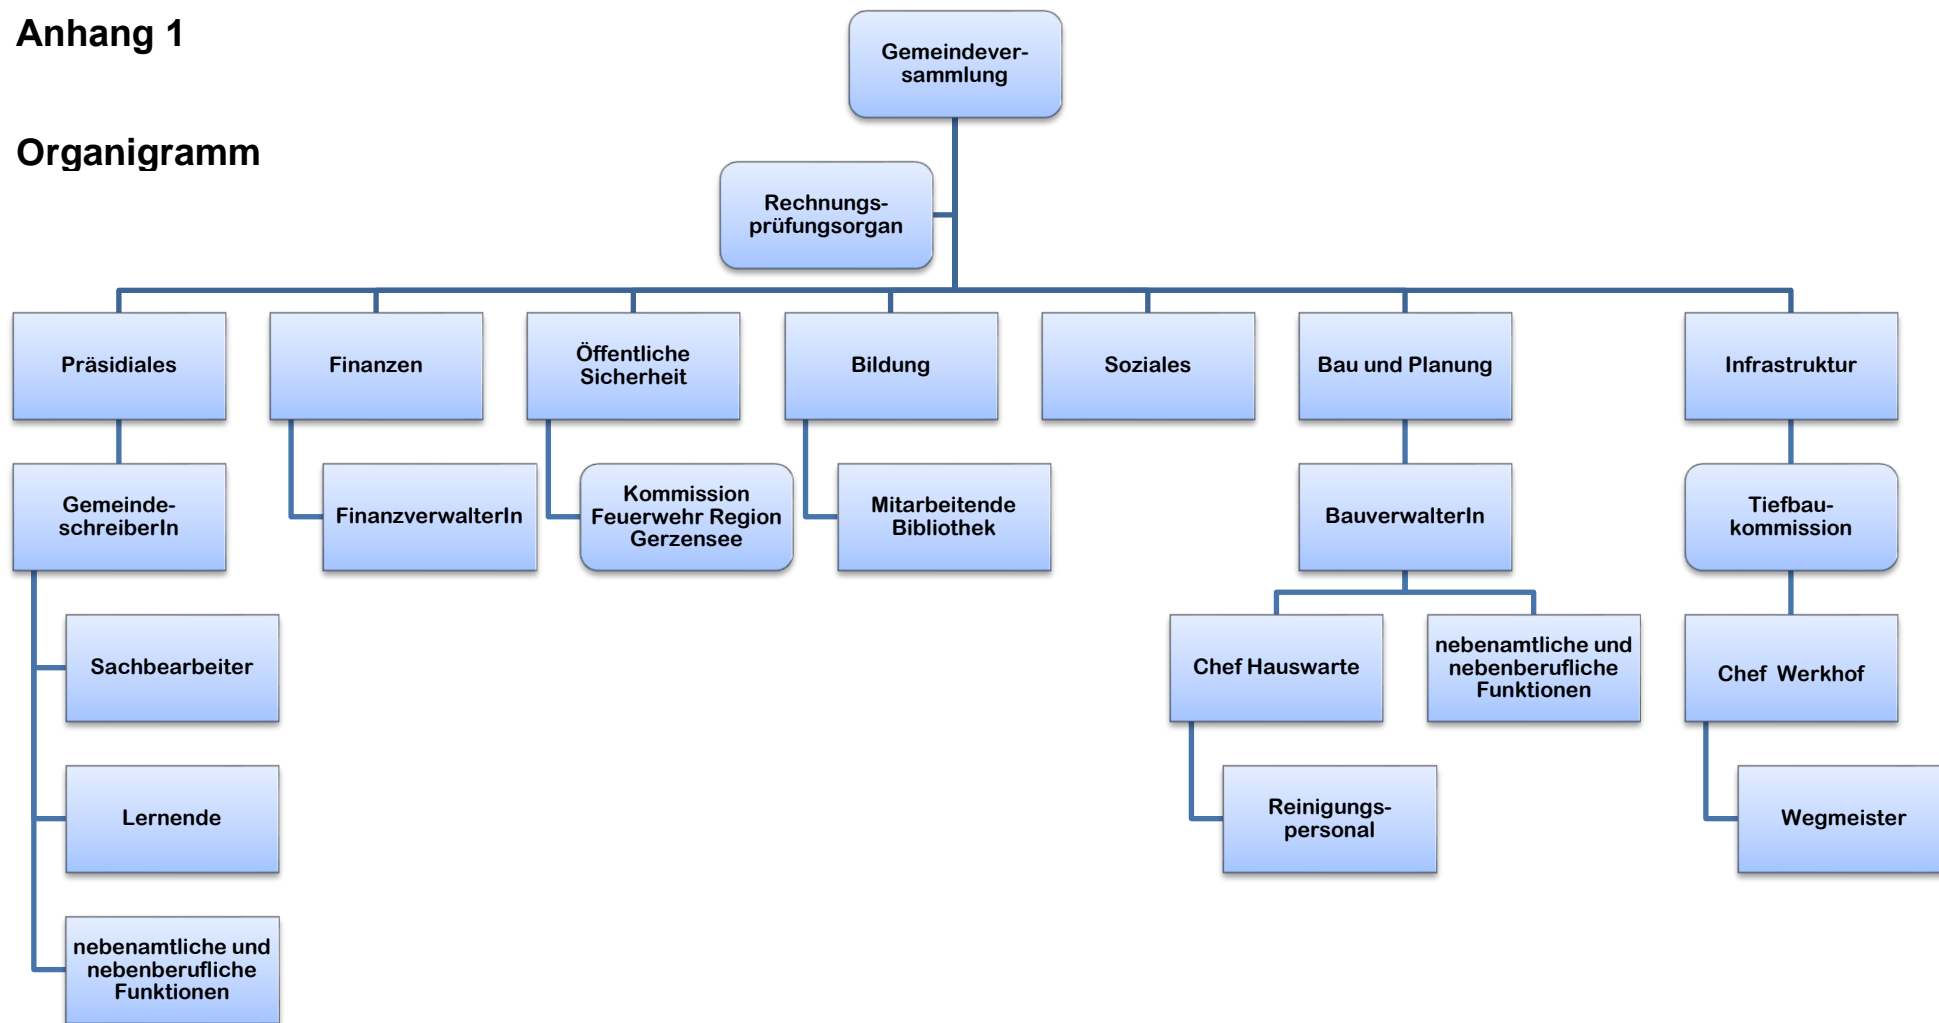 Anhang 1
Gemeindever-
sammlung
Organigramm
Rechnungs-
prüfungsorgan
Präsidiales
Finanzen
Öffentliche
Sicherheit
Bildung
Soziales
Bau und Planung
Infrastruktur
Gemeinde-
schreiberIn
FinanzverwalterIn
Kommission
Feuerwehr Region
Gerzensee
Mitarbeitende
Bibliothek
BauverwalterIn
Tiefbau-
kommission
Sachbearbeiter
Chef Hauswarte
nebenamtliche und
nebenberufliche
Funktionen
Chef Werkhof
Lernende
Reinigungs-
personal
Wegmeister
nebenamtliche und
nebenberufliche
Funktionen